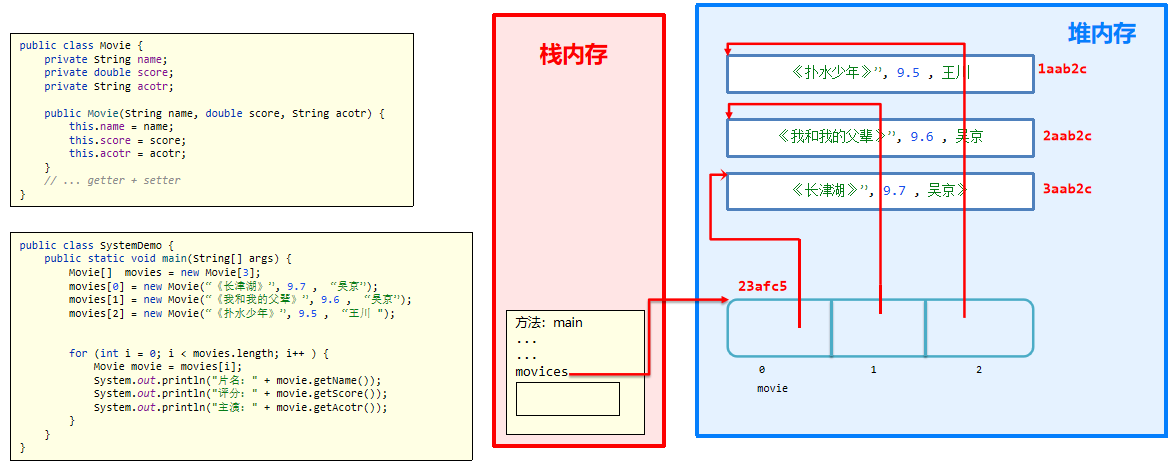 public class Movie {
private String name;
private double score;
private String acotr;
public Movie(String name, double score, String acotr) {
this.name = name;
this.score = score;
this.acotr = acotr;
}
// ... getter + setter
}
public class SystemDemo {
public static void main(String[] args) {
Movie[]  movies = new Movie[3];
movies[0] = new Movie(“《长津湖》”, 9.7 , “吴京”);
movies[1] = new Movie(“《我和我的父辈》”, 9.6 , “吴京”);
movies[2] = new Movie(“《扑水少年》”, 9.5 , “王川 ");
for (int i = 0; i < movies.length; i++ ) {
Movie movie = movies[i];
System.out.println("片名：" + movie.getName());
System.out.println("评分：" + movie.getScore());
System.out.println("主演：" + movie.getAcotr());
}
}
}
栈内存
方法：main
...
...
movices
堆内存
《扑水少年》”, 9.5 , 王川
1aab2c
《我和我的父辈》”, 9.6 , 吴京
2aab2c
《长津湖》”, 9.7 , 吴京》
3aab2c
23afc5
0
1
2
movie